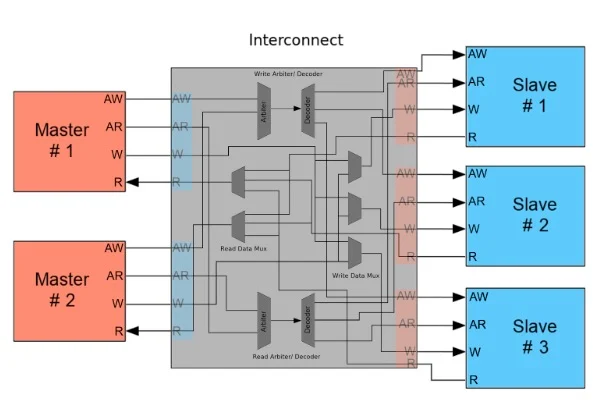 Interconnect
Write Arbiter/ Decoder
Master
# 1
AW
AR
W
R
AW
AR
W
R
Arbiter
Decoder
AW
AR
W
R
AW
AR
W
R
Slave
# 1
Read Data Mux
Write Data Mux
AW
AR
W
R
AW
AR
W
R
Slave
# 2
Master
# 2
AW
AR
W
R
AW
AR
W
R
Arbiter
Decoder
Read Arbiter/ Decoder
AW
AR
W
R
AW
AR
W
R
Slave
# 3